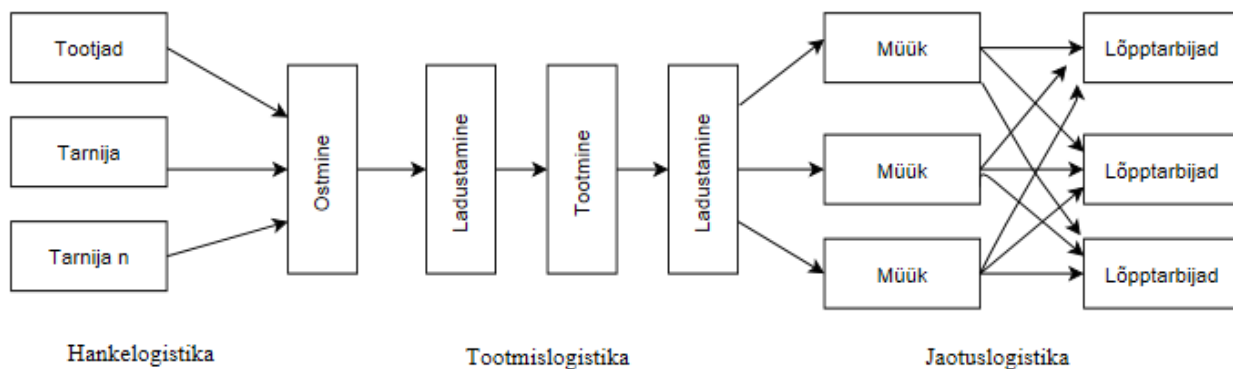 Tootjad
Tarnija
Tarnija n
Ostmine
Ladustamine
Tootmine
Ladustamine
Müük
Müük
Müük
Lõpptarbijad
Lõpptarbijad
Lõpptarbijad
Hankelogistika
Tootmislogistika
Jaotuslogistika